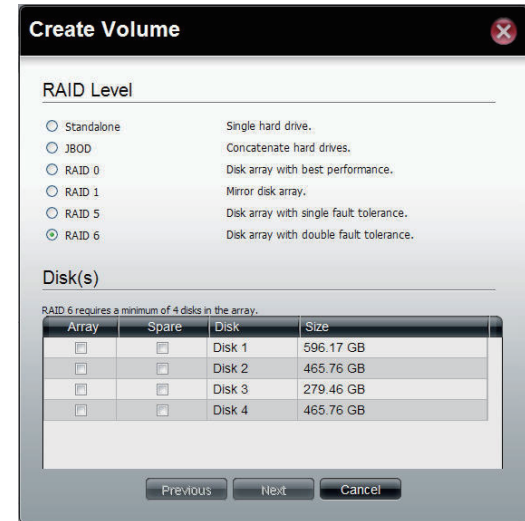 Create Volume
RAID Level
Standalone Single hard drive.
JBOD Concatenate hard drives.
RAID 0 Disk array with best performance.
RAID 1 Mirror disk array.
RAID 5 Disk array with single fault tolerance.
RAID 6 Disk array with double fault tolerance.
Disk(s)
RAID 6 requires a minimum of 4 disks in the array.
Array Spare Disk Size
Disk 1 596.17 GB
Disk 2 465.76 GB
Disk 3 279.46 GB
Disk 4 465.76 GB
Previous Next Cancel